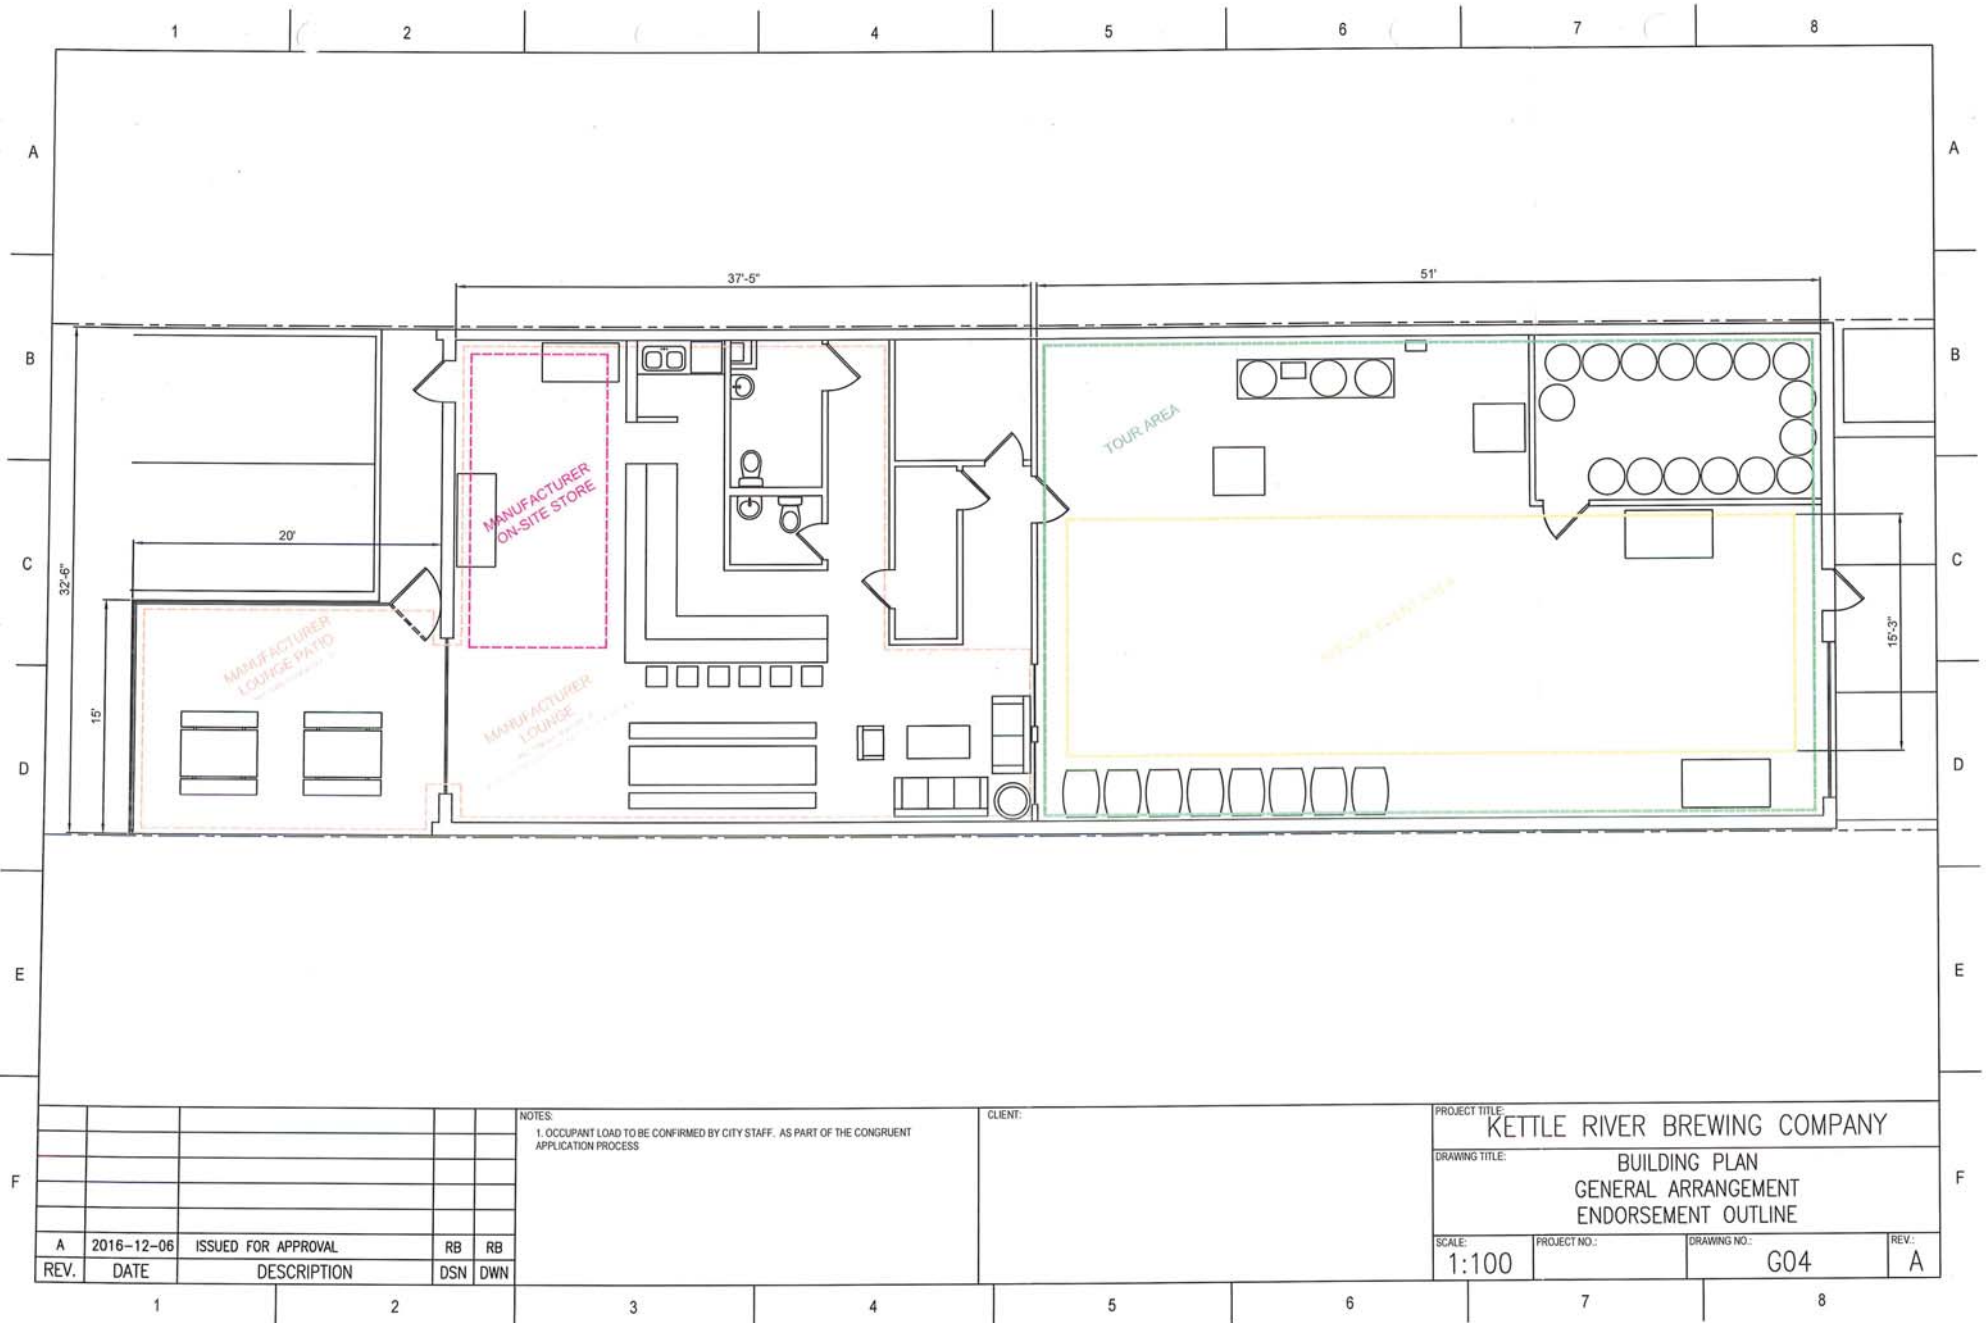 1 2 4 5 6 7 8
A A
37'-5" 51'
B B
TOUR AREA
MANUFACTURER
ON-SITE STORE
20'
C C
32'-6"
15'-3"
MANUFACTURER
LOUNGE PATIO
15'
MANUFACTURER
LOUNGE
D D
E E
F F
NOTES:
1. OCCUPANT LOAD TO BE CONFIRMED BY CITY STAFF. AS PART OF THE CONGRUENT
APPLICATION PROCESS
CLIENT:
PROJECT TITLE:
KETTLE RIVER BREWING COMPANY
DRAWING TITLE:
BUILDING PLAN
GENERAL ARRANGEMENT
ENDORSEMENT OUTLINE
A 2016-12-06 ISSUED FOR APPROVAL RB RB
REV. DATE DESCRIPTION DSN DWN
SCALE:
1:100
PROJECT NO.:
DRAWING NO.:
G04
REV.:
A
1 2 3 4 5 6 7 8